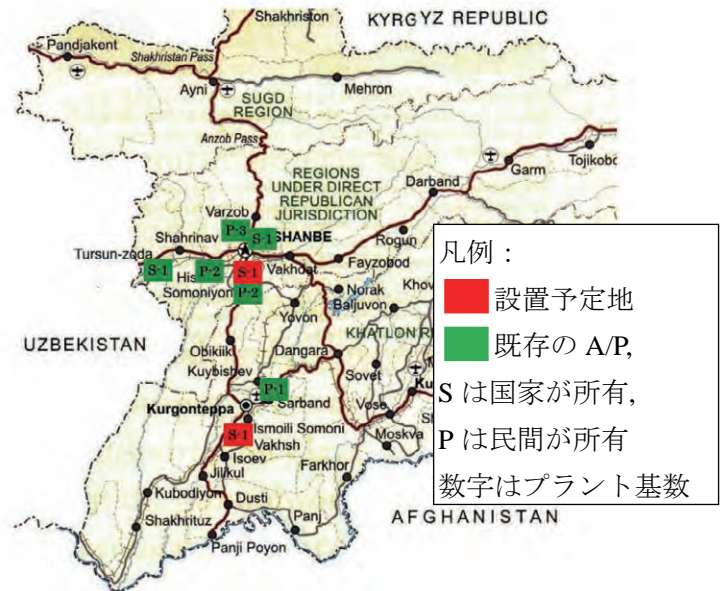 Shakhriston
KYRGYZ REPUBLIC
Pandjakent
Shakhristan Pass
Ayni
Mehron
SUGD
REGION
Anzob Pass
Tojikobo
Garm
REGIONS
UNDER DIRECT
REPUBLICAN
JURISDICTION
Darband
Varzob
P-3
S-1
SHANBE
Rogun
Shahrinav
Tursun-zoda
S-1
His
P-2
S-1
Vakhdat
Fayzobod
Somoniyon
P-2
Norak
Baljuvon
Khov
Yovon
UZBEKISTAN
Obikiik
Dangara
KHATLON R
Kuybishev
Sovet
Ku
P-1
Sarband
Kurgonteppa
Vose
Ismoili Somoni
S-1
Vakhsh
Moskva
Isoev
Jilikul
Farkhor
Kubodiyon
Dusti
Shakhrituz
Panj
AFGHANISTAN
Panji Poyon
凡例：
設置予定地
既存の A/P,
S は国家が所有,
P は民間が所有
数字はプラント基数